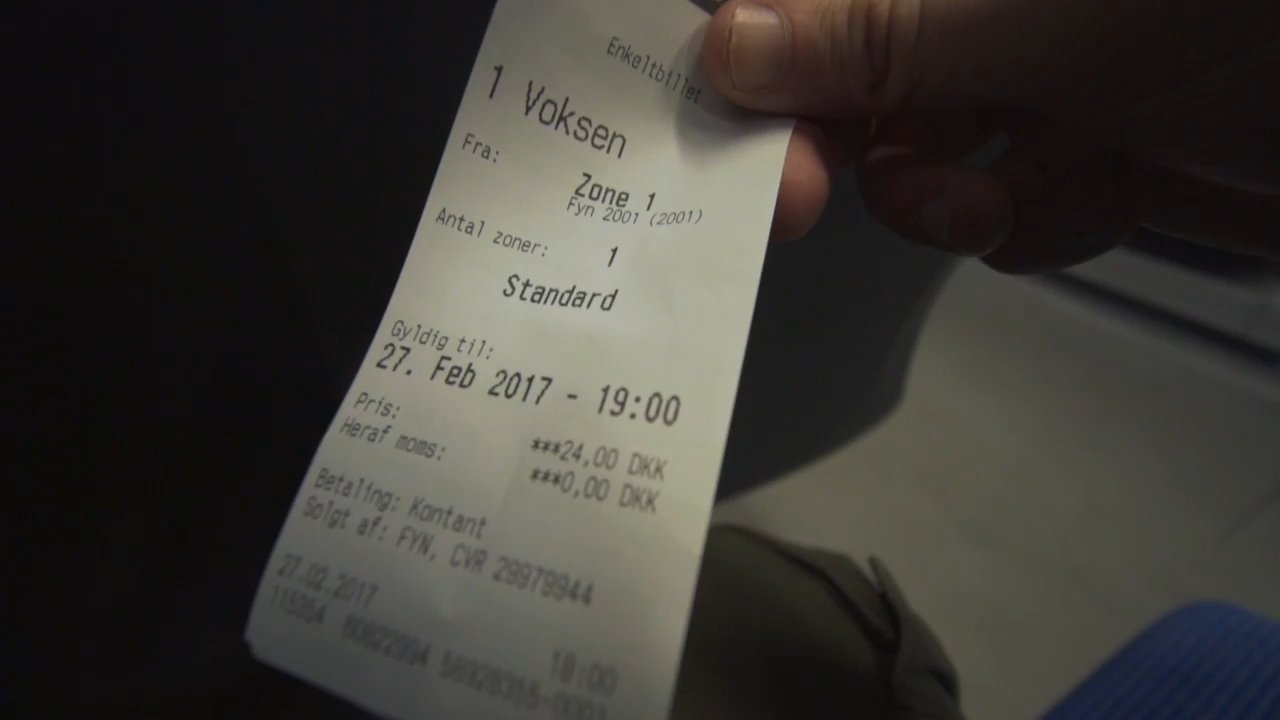 Enkeltbillet
1 Voksen
Fra:
Zone 1
Fyn 2001 (2001)
Antal zoner: 1
Standard
Gyldig til:
27. Feb 2017 - 19:00
Pris: ***24,00 DKK
Heraf moms: ***0,00 DKK
Betaling: Kontant
Solgt af: FYN, CVR 29979944
27.02.2017 18:00